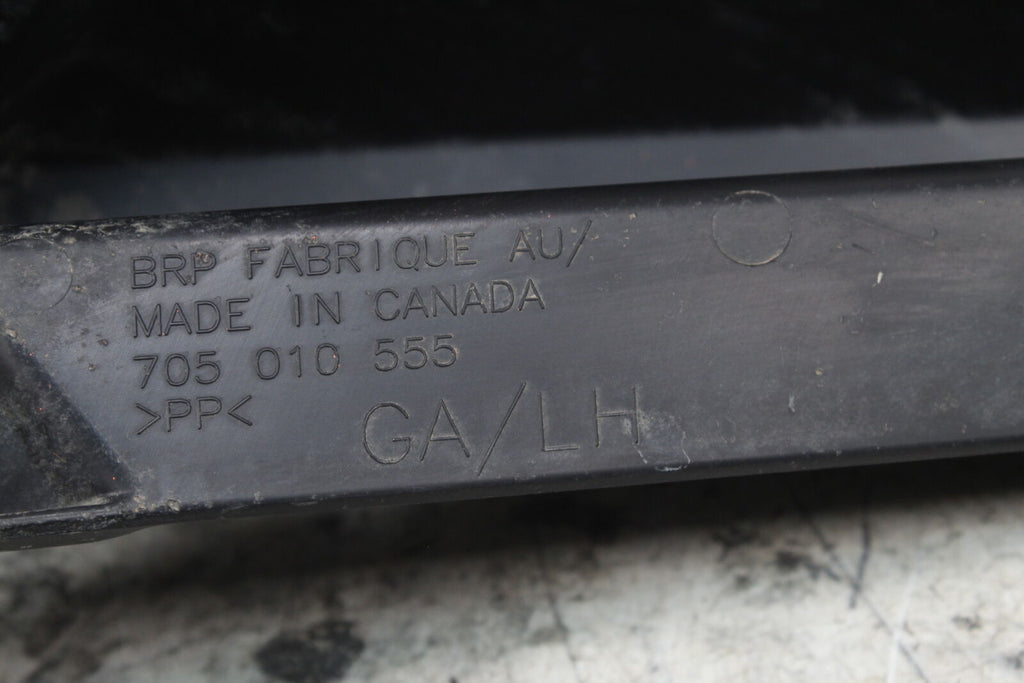 BRP FABRIQUE AU/
MADE IN CANADA
705 010 555
>PP<
GA/LH